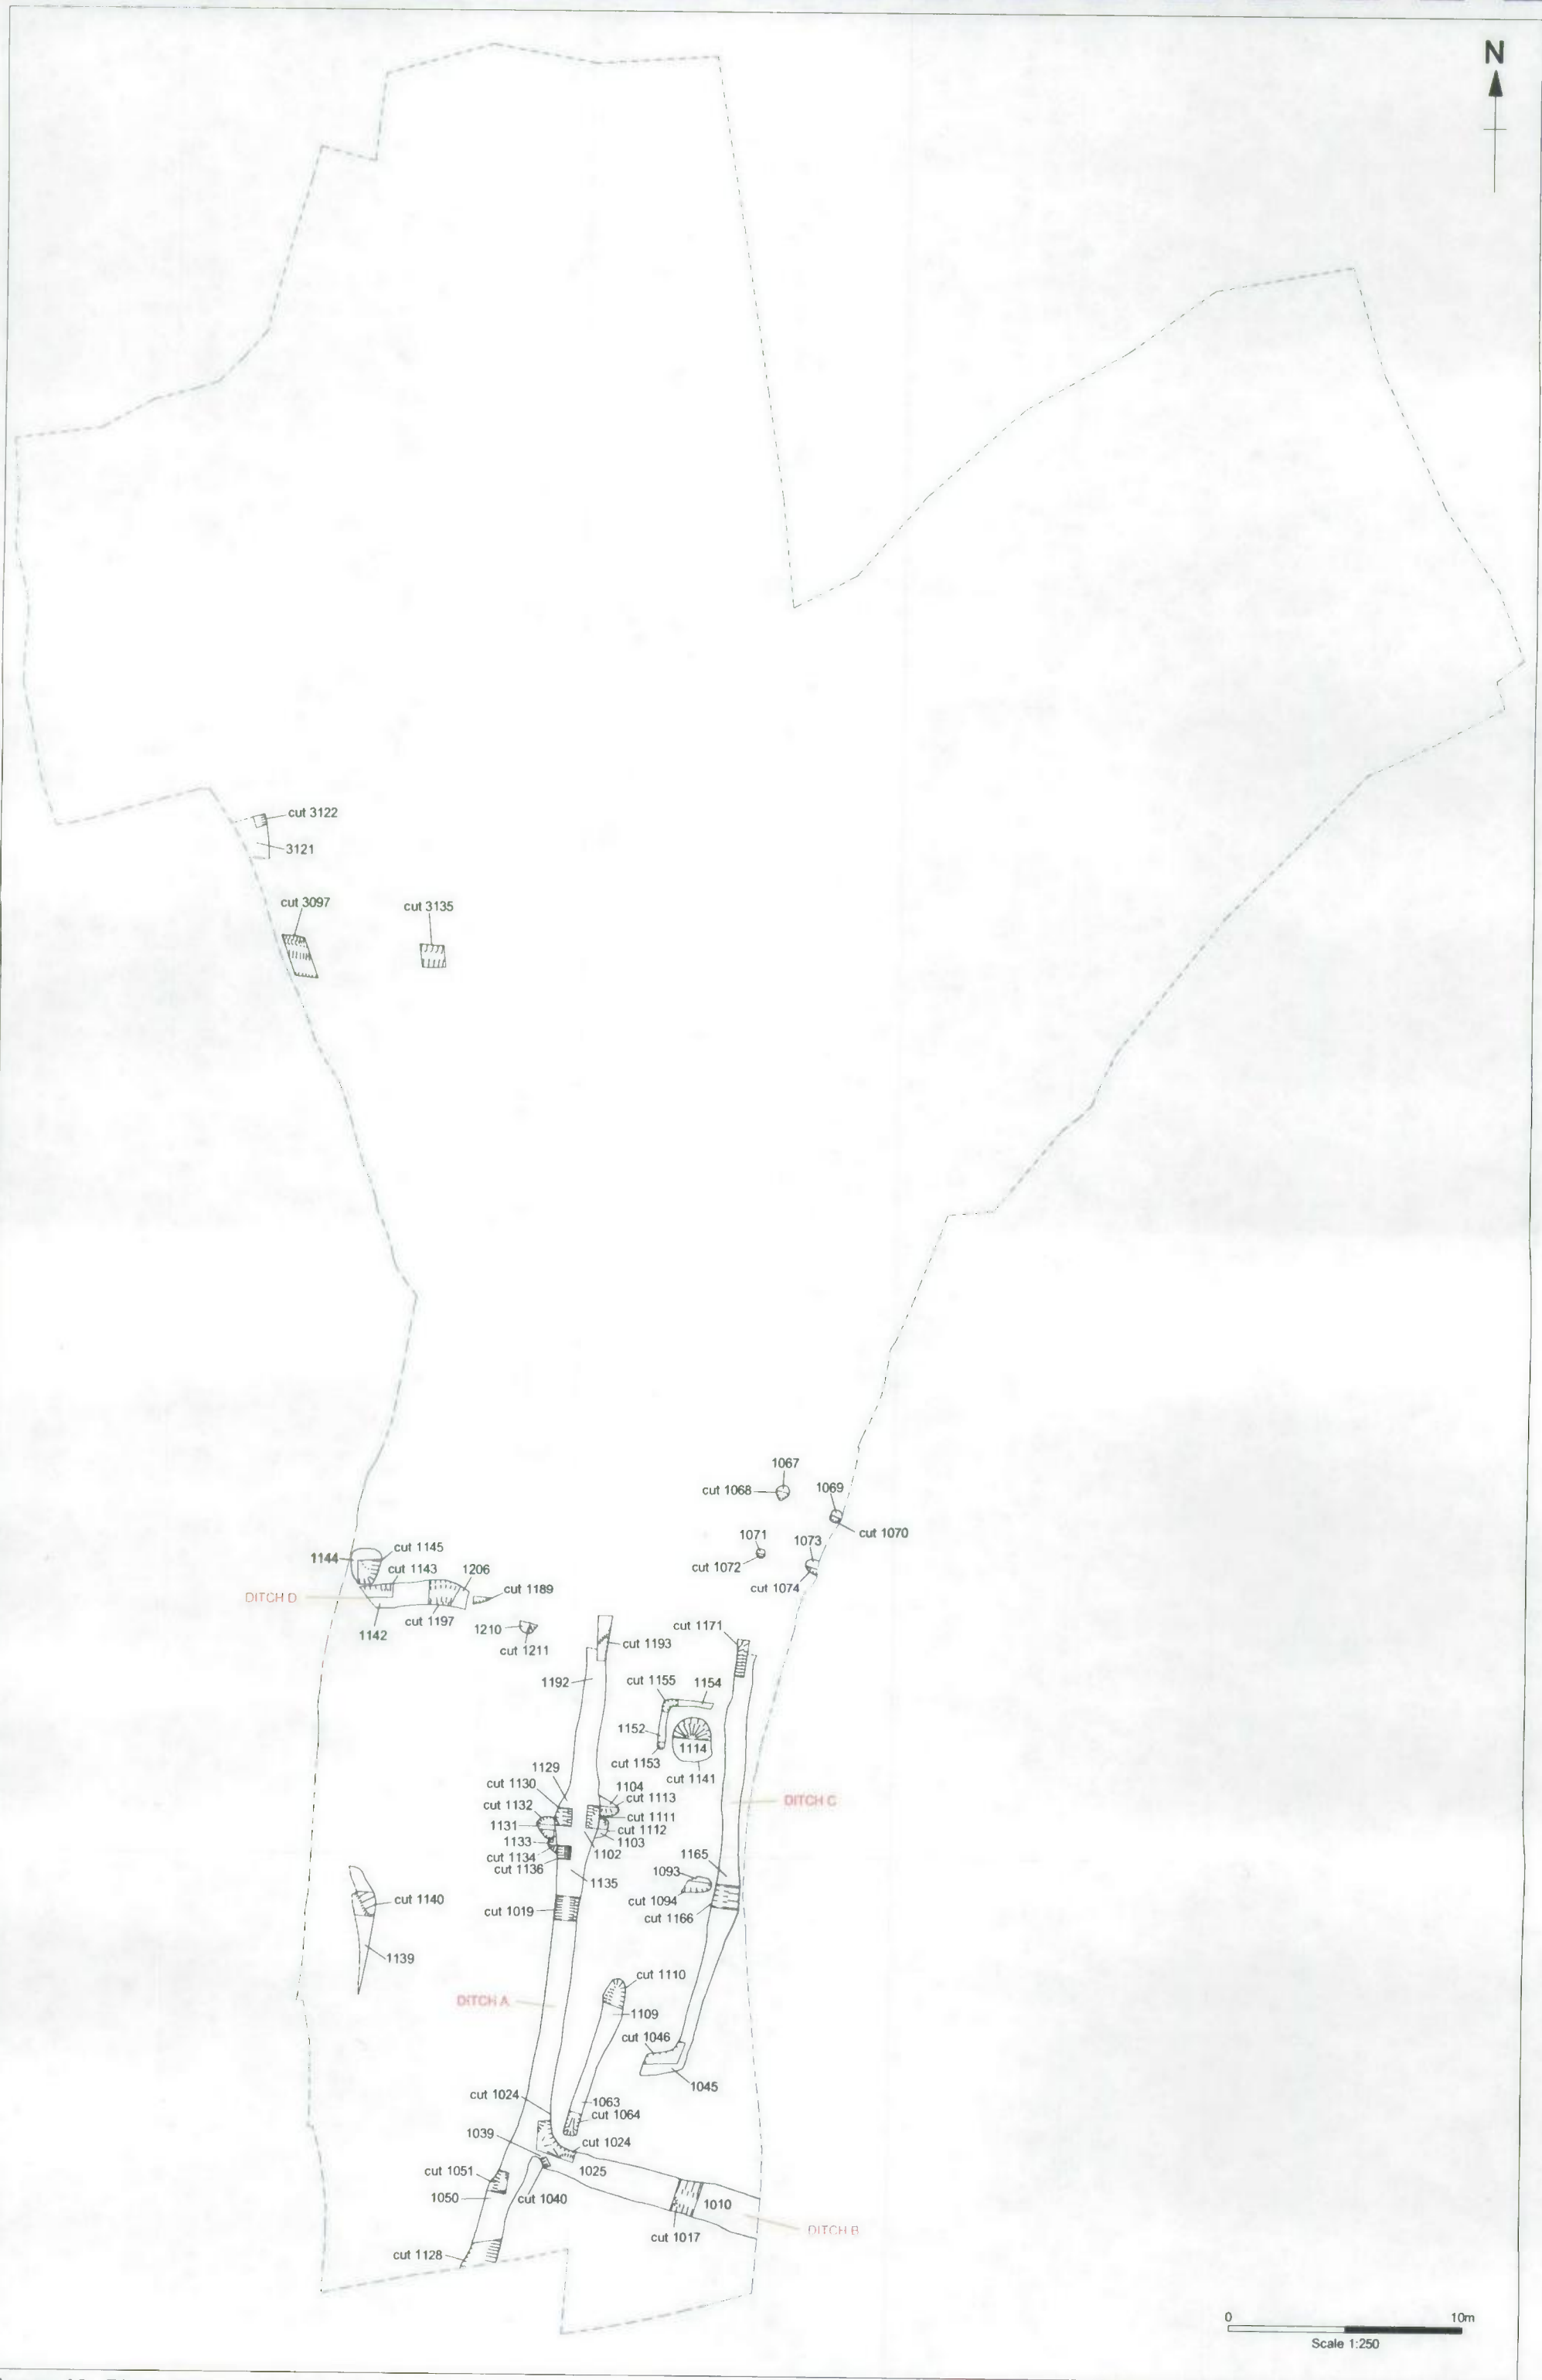 N
cut 3122
3121
cut 3097
cut 3135
1067
cut 1068
1069
cut 1070
1071
cut 1072
1073
cut 1074
1144
cut 1145
cut 1143
1206
cut 1189
DITCH D
1142
cut 1197
1210
cut 1211
cut 1193
cut 1171
1192
cut 1155
1154
1152
1114
cut 1153
cut 1141
1129
cut 1130
1104
cut 1113
cut 1132
cut 1111
1131
cut 1112
1133
1103
cut 1134
1102
cut 1136
1135
DITCH C
1165
1093
cut 1094
cut 1166
cut 1019
cut 1140
1139
cut 1110
1109
DITCH A
cut 1046
1045
cut 1024
1063
cut 1064
1039
cut 1024
1025
cut 1051
1050
cut 1040
1010
cut 1017
DITCH B
cut 1128
0
10m
Scale 1:250